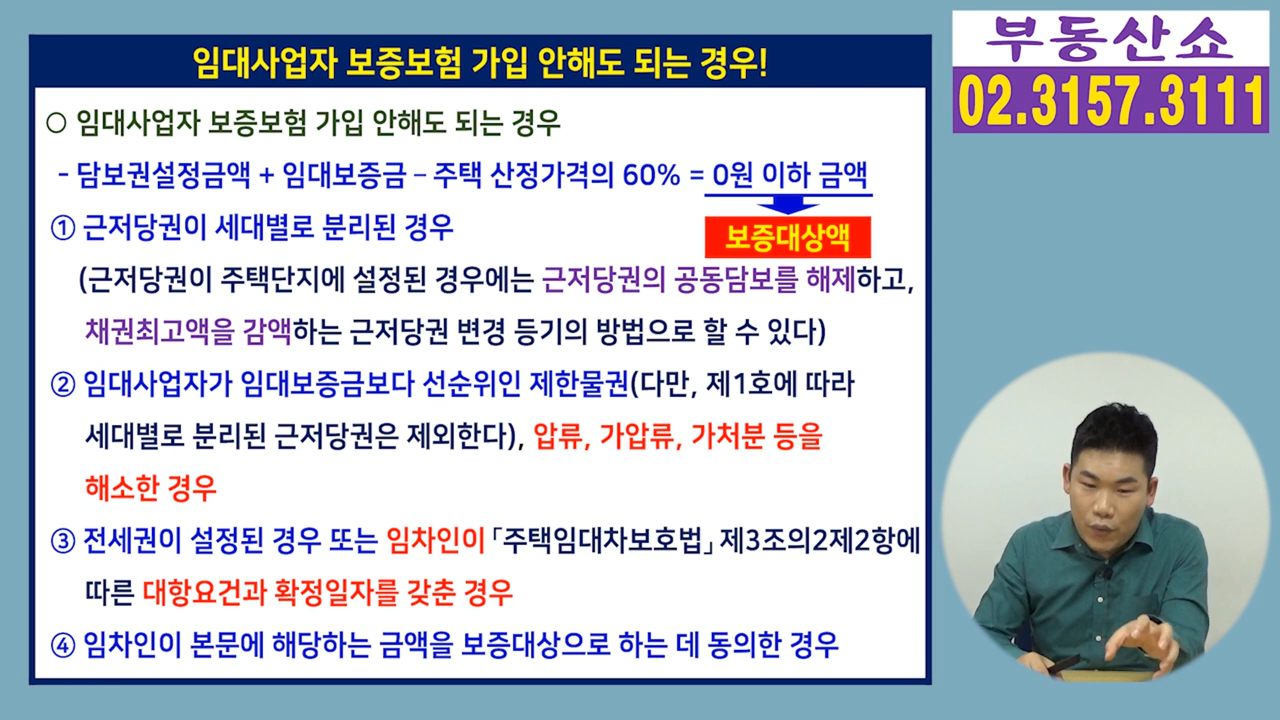 임대사업자 보증보험 가입 안해도 되는 경우!
부동산쇼
02.3157.3111
○ 임대사업자 보증보험 가입 안해도 되는 경우
- 담보권설정금액 + 임대보증금 – 주택 산정가격의 60% = 0원 이하 금액
보증대상액
① 근저당권이 세대별로 분리된 경우
(근저당권이 주택단지에 설정된 경우에는 근저당권의 공동담보를 해제하고,
채권최고액을 감액하는 근저당권 변경 등기의 방법으로 할 수 있다)
② 임대사업자가 임대보증금보다 선순위인 제한물권(다만, 제1호에 따라
세대별로 분리된 근저당권은 제외한다), 압류, 가압류, 가처분 등을
해소한 경우
③ 전세권이 설정된 경우 또는 임차인이 「주택임대차보호법」 제3조의2제2항에
따른 대항요건과 확정일자를 갖춘 경우
④ 임차인이 본문에 해당하는 금액을 보증대상으로 하는 데 동의한 경우